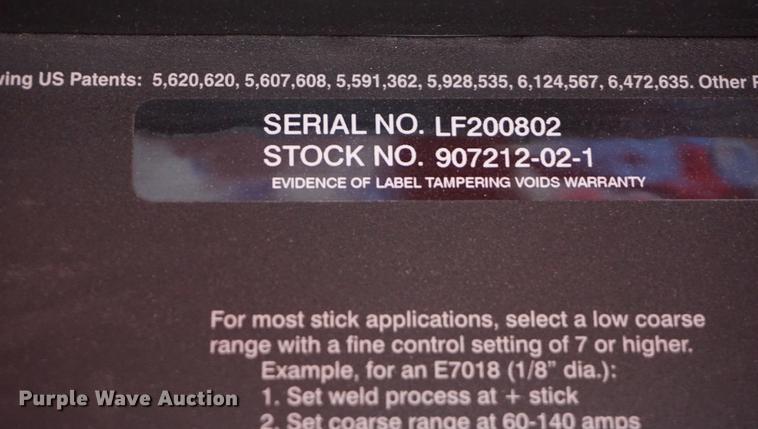 US Patents: 5,620,620, 5,607,608, 5,591,362, 5,928,535, 6,124,567, 6,472,635. Other
SERIAL NO. LF200802
STOCK NO. 907212-02-1
EVIDENCE OF LABEL TAMPERING VOIDS WARRANTY
For most stick applications, select a low coarse
range with a fine control setting of 7 or higher.
Example, for an E7018 (1/8” dia.):
1. Set weld process at + stick
2. Set coarse range at 60-140 amps
Purple Wave Auction